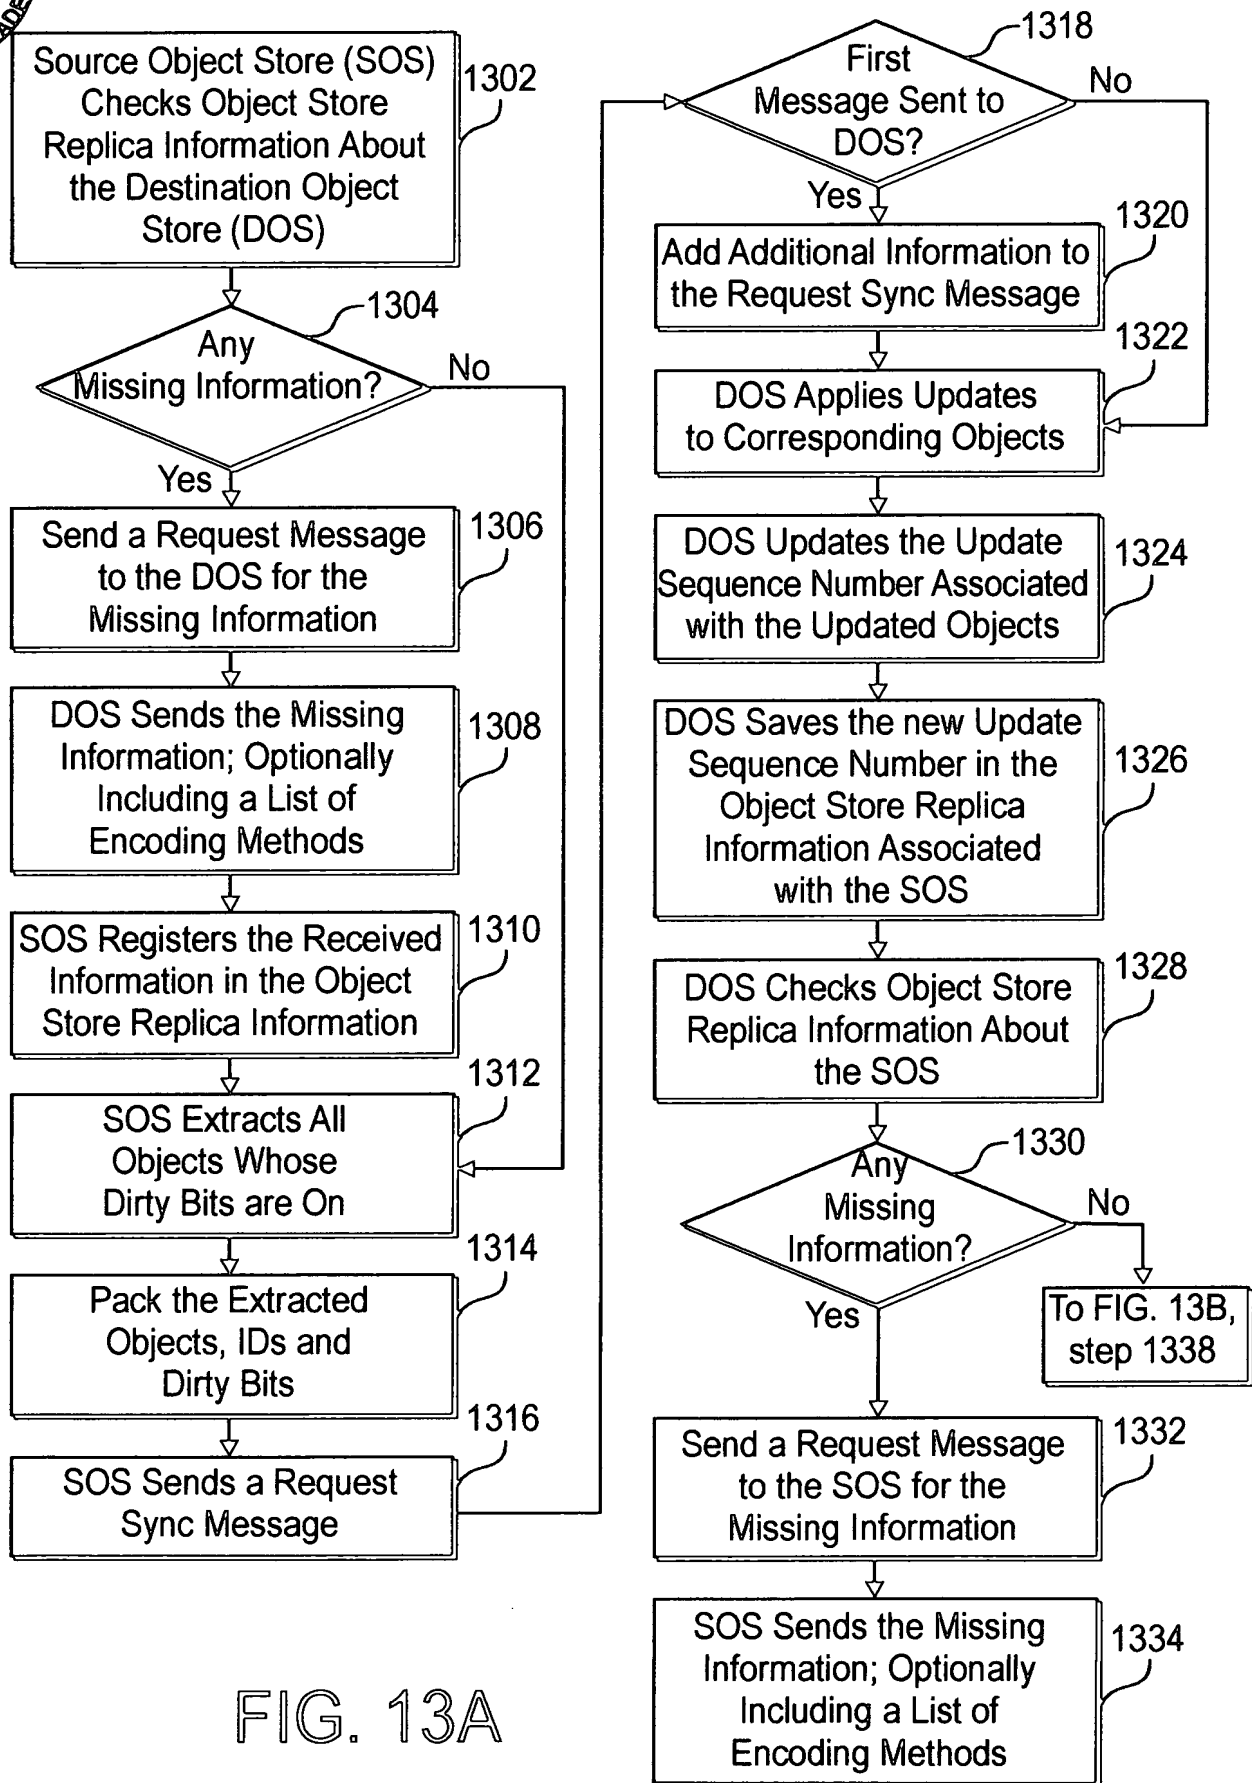 ADE
Source Object Store (SOS)
Checks Object Store
Replica Information About
the Destination Object
Store (DOS)
1302
1304
Any
Missing Information?
No
Yes
Send a Request Message
to the DOS for the
Missing Information
1306
DOS Sends the Missing
Information; Optionally
Including a List of
Encoding Methods
1308
SOS Registers the Received
Information in the Object
Store Replica Information
1310
1312
SOS Extracts All
Objects Whose
Dirty Bits are On
1314
Pack the Extracted
Objects, IDs and
Dirty Bits
1316
SOS Sends a Request
Sync Message
1318
First
Message Sent to
DOS?
No
Yes
1320
Add Additional Information to
the Request Sync Message
1322
DOS Applies Updates
to Corresponding Objects
DOS Updates the Update
Sequence Number Associated
with the Updated Objects
1324
DOS Saves the new Update
Sequence Number in the
Object Store Replica
Information Associated
with the SOS
1326
DOS Checks Object Store
Replica Information About
the SOS
1328
1330
Any
Missing
Information?
No
Yes
To FIG. 13B,
step 1338
Send a Request Message
to the SOS for the
Missing Information
1332
SOS Sends the Missing
Information; Optionally
Including a List of
Encoding Methods
1334
FIG. 13A